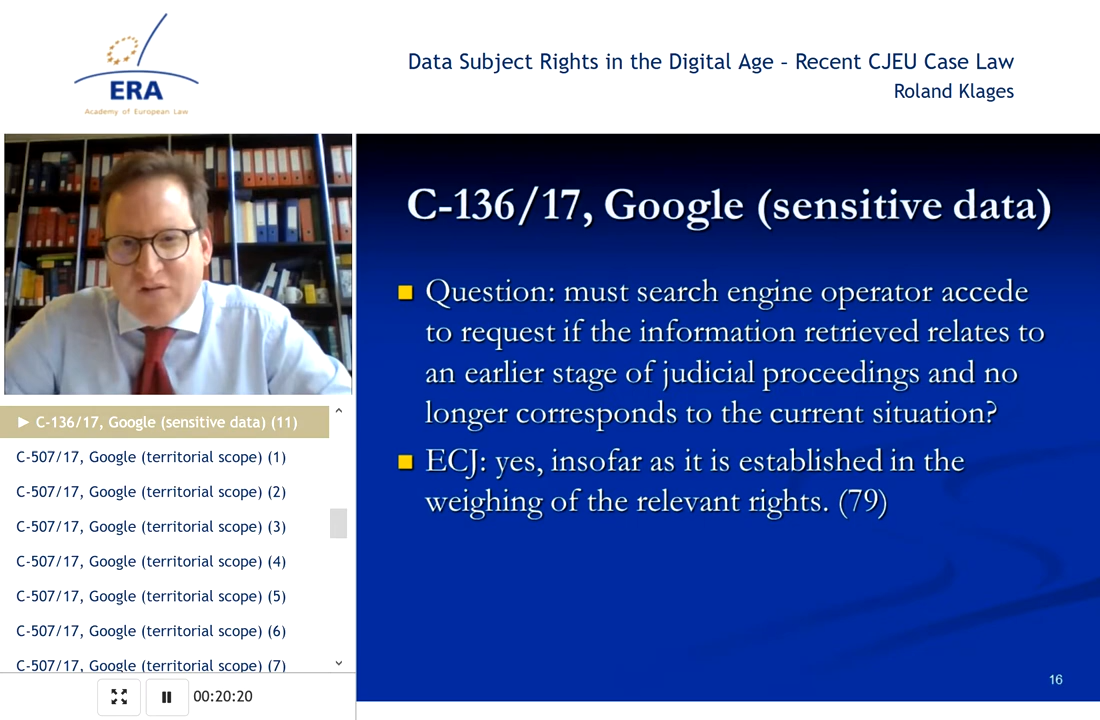 ERA
Academy of European Law
Data Subject Rights in the Digital Age - Recent CJEU Case Law
Roland Klages
C-136/17, Google (sensitive data)
Question: must search engine operator accede
to request if the information retrieved relates to
an earlier stage of judicial proceedings and no
longer corresponds to the current situation?
ECJ: yes, insofar as it is established in the
weighing of the relevant rights. (79)
16
► C-136/17, Google (sensitive data) (11)
C-507/17, Google (territorial scope) (1)
C-507/17, Google (territorial scope) (2)
C-507/17, Google (territorial scope) (3)
C-507/17, Google (territorial scope) (4)
C-507/17, Google (territorial scope) (5)
C-507/17, Google (territorial scope) (6)
C-507/17, Google (territorial scope) (7)
00:20:20